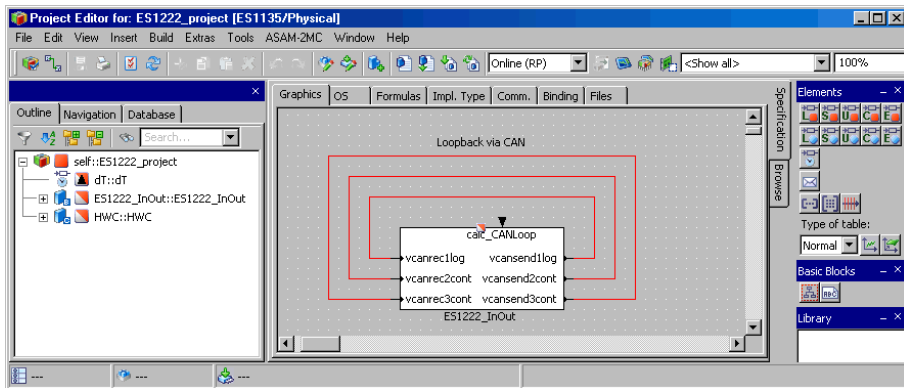 Project Editor for: ES1222_project [ES1135/Physical]
File Edit View Insert Build Extras Tools ASAM-2MC Window Help
Online (RP)
<Show all>
100%
Outline Navigation Database
Search...
self::ES1222_project
dT::dT
ES1222_InOut::ES1222_InOut
HWC::HWC
Graphics OS Formulas Impl. Type Comm. Binding Files
Loopback via CAN
calc_CANLoop
vcanrec1log vcansend1log
vcanrec2cont vcansend2cont
vcanrec3cont vcansend3cont
ES1222_InOut
Specification
Browse
Elements
L S U C E
L S U C E
Type of table:
Normal
Basic Blocks
ABC
Library
---
---
---